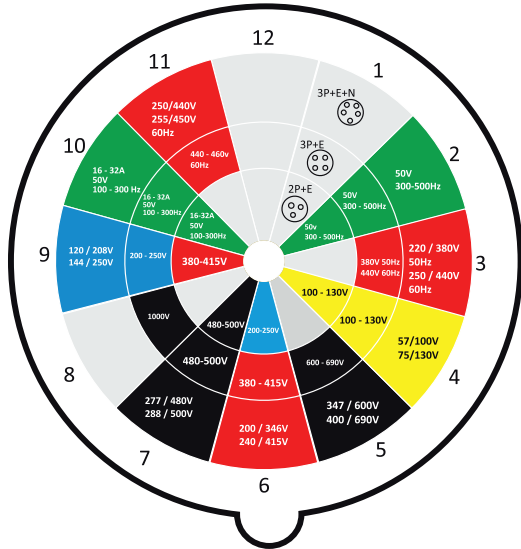 12
11
1
250/440V
255/450V
60Hz
3P+E+N
440 - 460v
60Hz
3P+E
10
2
16 - 32A
50V
100 - 300 Hz
16 - 32A
50V
100 - 300Hz
16-32A
50V
100-300Hz
2P+E
50v
300 - 500Hz
50V
300 - 500Hz
50V
300-500Hz
9
3
120 / 208V
144 / 250V
200 - 250V
380-415V
380V 50Hz
440V 60Hz
220 / 380V
50Hz
250 / 440V
60Hz
8
4
1000V
480-500V
200-250V
100 - 130V
100 - 130V
57/100V
75/130V
480-500V
380 - 415V
600 - 690V
277 / 480V
288 / 500V
200 / 346V
240 / 415V
347 / 600V
400 / 690V
7
6
5